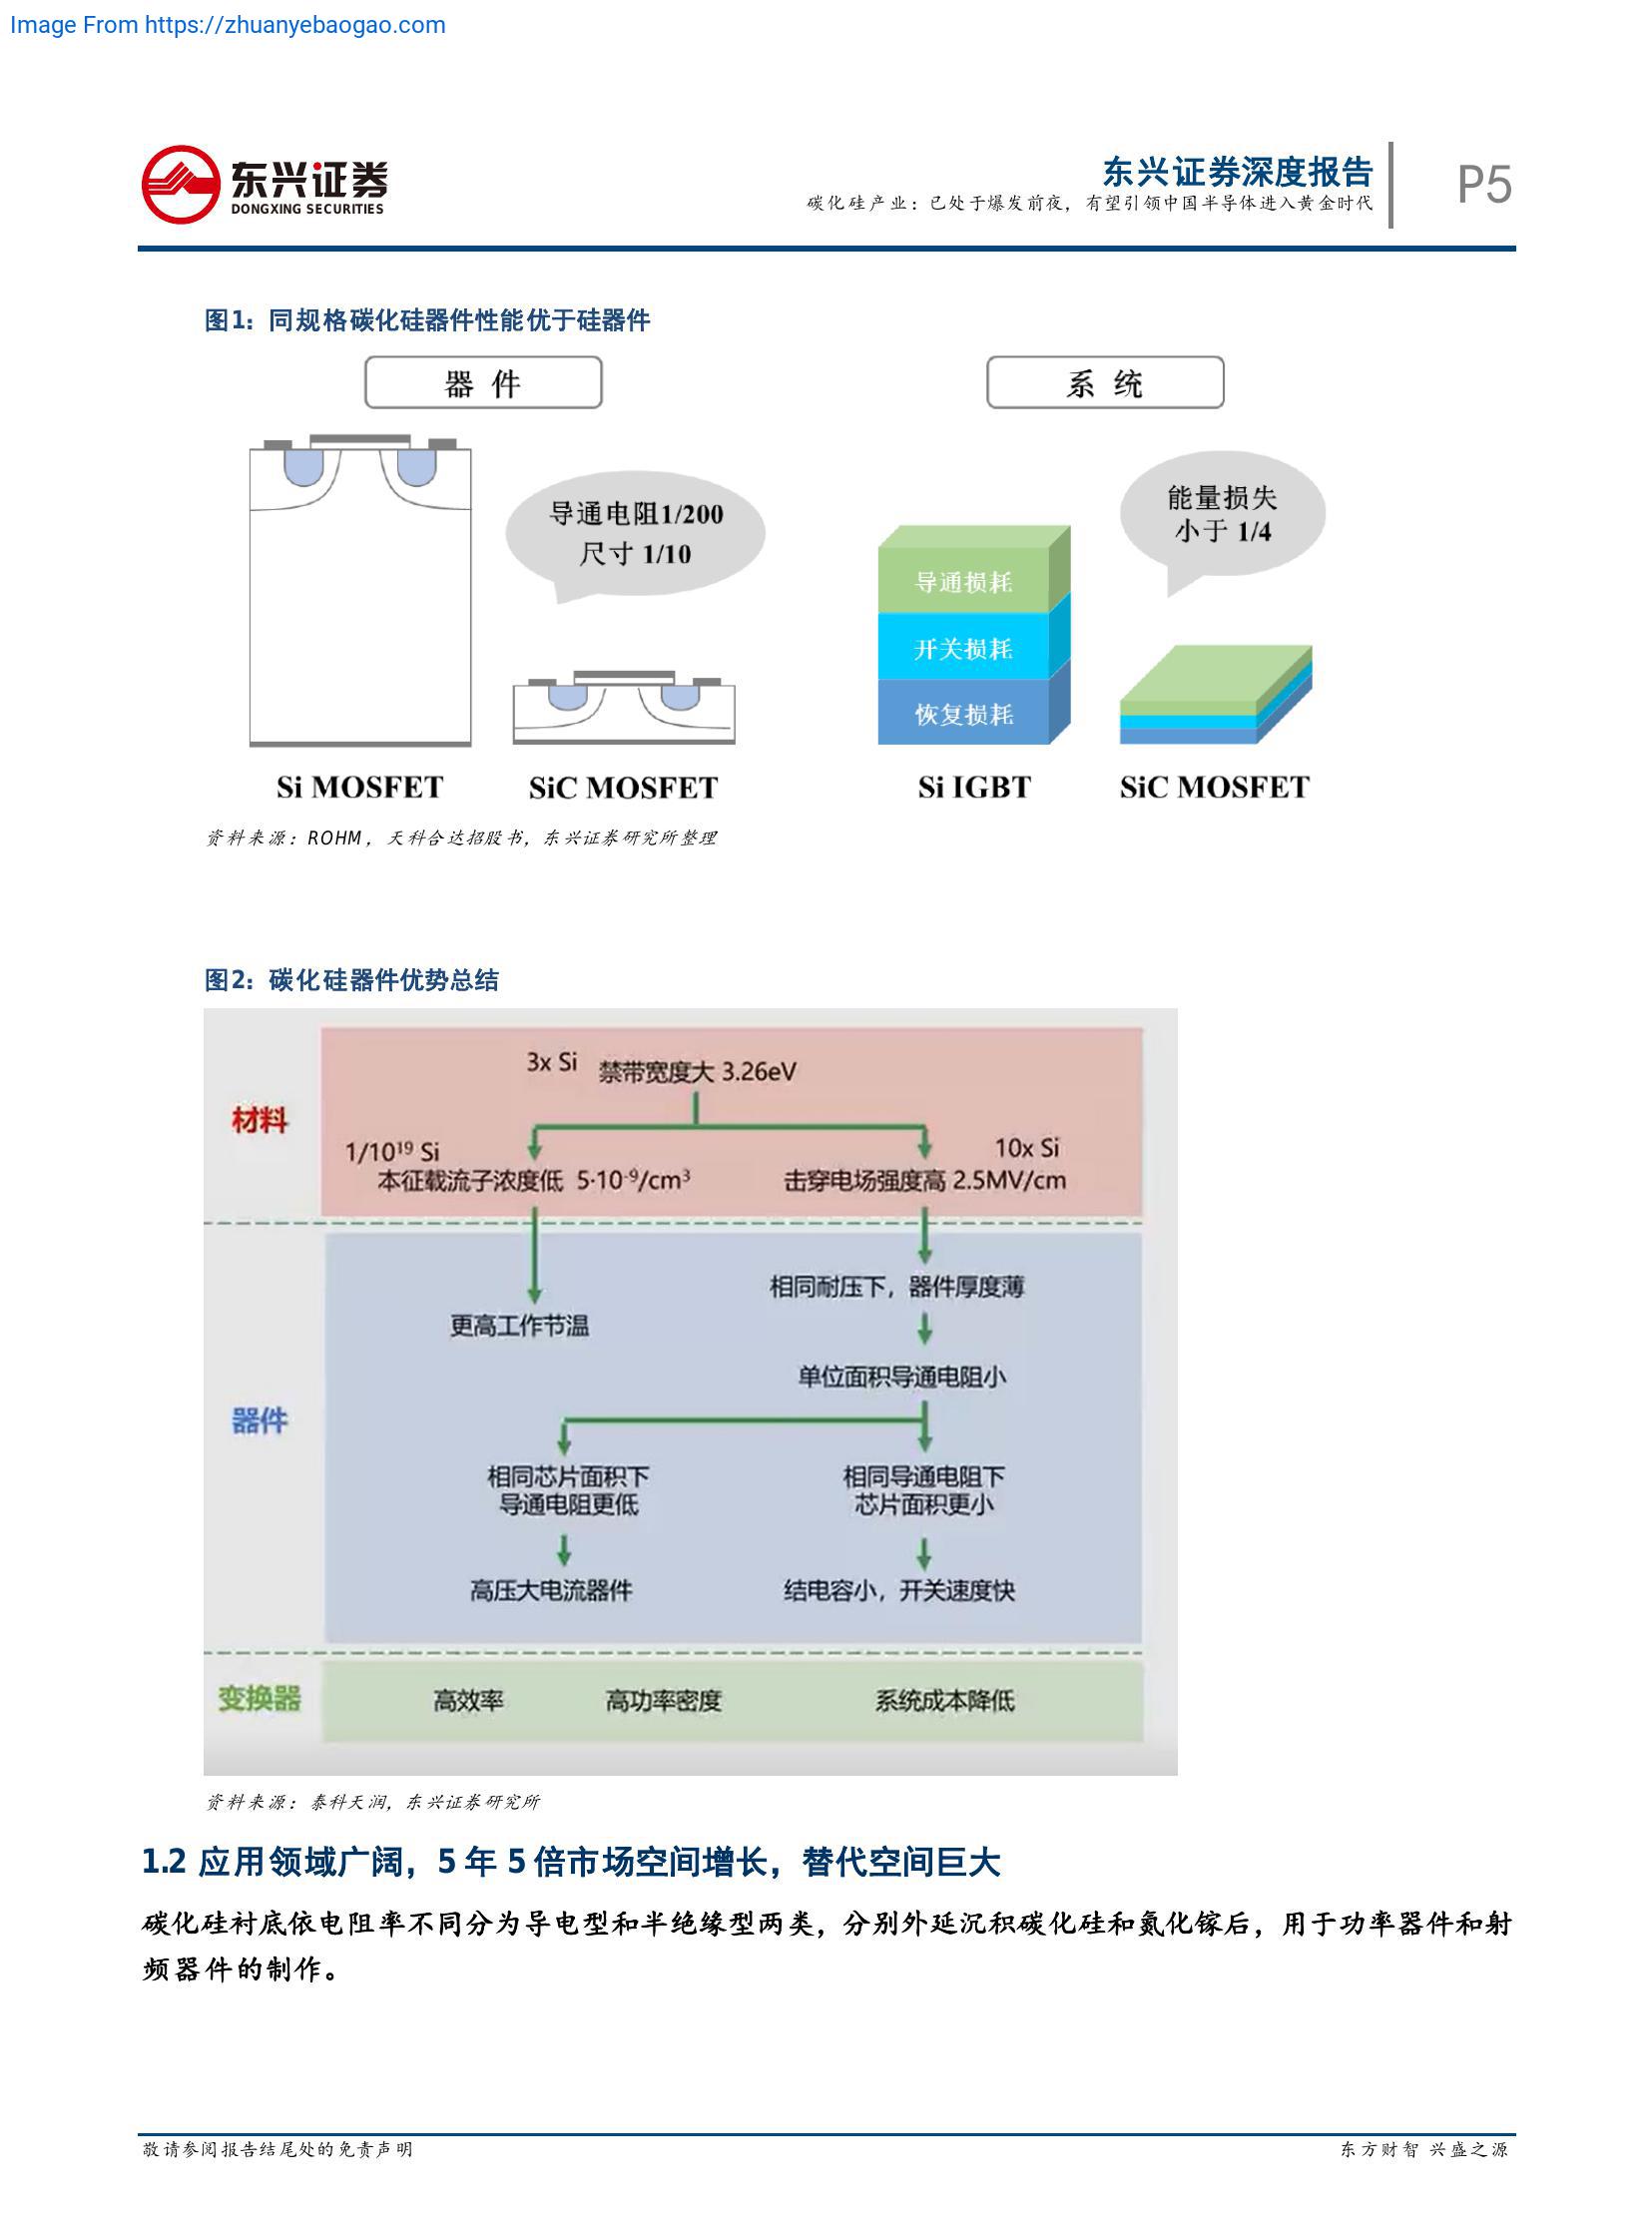 Image From https://zhuanyebaogao.com
东兴证券
DONGXING SECURITIES
东兴证券深度报告
碳化硅产业：已处于爆发前夜，有望引领中国半导体进入黄金时代
P5
图1：同规格碳化硅器件性能优于硅器件
器 件
系 统
导通电阻1/200
尺寸 1/10
能量损失
小于 1/4
导通损耗
开关损耗
恢复损耗
Si MOSFET
SiC MOSFET
Si IGBT
SiC MOSFET
资料来源：ROHM，天科合达招股书，东兴证券研究所整理
图2：碳化硅器件优势总结
材料
3x Si 禁带宽度大 3.26eV
1/10¹⁹ Si
本征载流子浓度低 5·10⁻⁹/cm³
10x Si
击穿电场强度高 2.5MV/cm
器件
更高工作节温
相同耐压下，器件厚度薄
单位面积导通电阻小
相同芯片面积下
导通电阻更低
相同导通电阻下
芯片面积更小
高压大电流器件
结电容小，开关速度快
变换器
高效率
高功率密度
系统成本降低
资料来源：泰科天润，东兴证券研究所
1.2 应用领域广阔，5 年 5 倍市场空间增长，替代空间巨大
碳化硅衬底依电阻率不同分为导电型和半绝缘型两类，分别外延沉积碳化硅和氮化镓后，用于功率器件和射
频器件的制作。
敬请参阅报告结尾处的免责声明
东方财智 兴盛之源